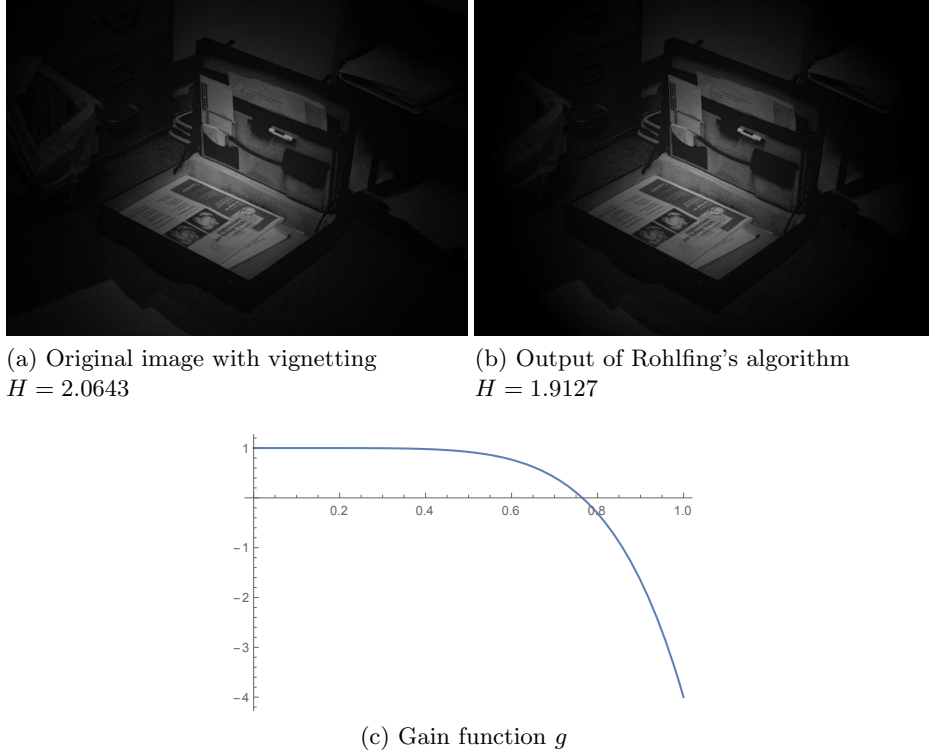 (a) Original image with vignetting
H = 2.0643
(b) Output of Rohlfing's algorithm
H = 1.9127
1
-1
-2
-3
-4
0.2 0.4 0.6 0.8 1.0
(c) Gain function g